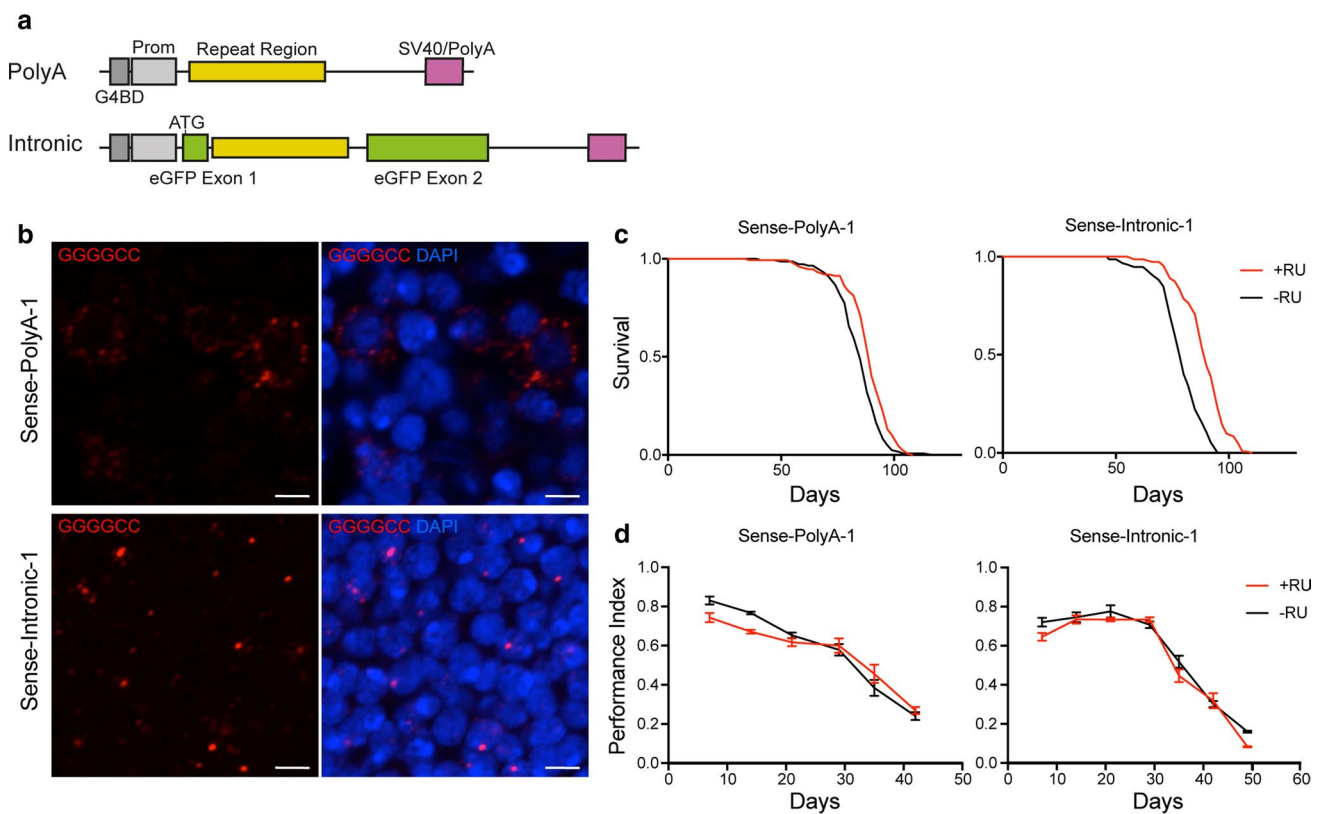 a
Prom Repeat Region SV40/PolyA
PolyA
G4BD
ATG
Intronic
eGFP Exon 1 eGFP Exon 2
b
GGGGCC GGGGCC DAPI
Sense-PolyA-1
GGGGCC GGGGCC DAPI
Sense-Intronic-1
c
Sense-PolyA-1 Sense-Intronic-1
+RU
-RU
Survival
1.0
0.5
0.0
0 50 100
Days
1.0
0.5
0.0
0 50 100
Days
d
Sense-PolyA-1 Sense-Intronic-1
+RU
-RU
Performance Index
1.0
0.8
0.6
0.4
0.2
0.0
0 10 20 30 40 50
Days
1.0
0.8
0.6
0.4
0.2
0.0
0 10 20 30 40 50 60
Days